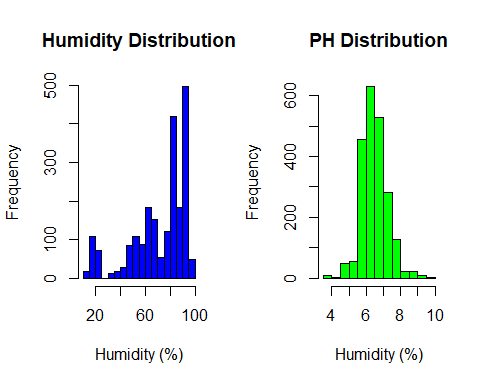 Humidity Distribution
Frequency
0
100
300
500
20
60
100
Humidity (%)
PH Distribution
Frequency
0
200
400
600
4
6
8
10
Humidity (%)